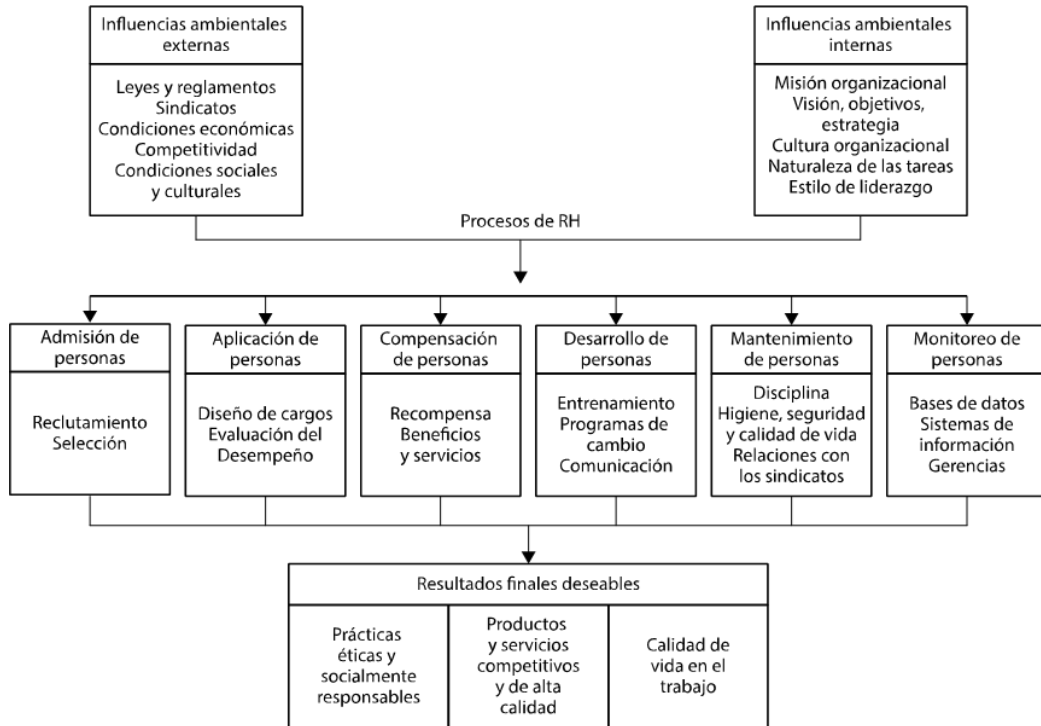 Influencias ambientales
externas
Leyes y reglamentos
Sindicatos
Condiciones económicas
Competitividad
Condiciones sociales
y culturales
Influencias ambientales
internas
Misión organizacional
Visión, objetivos,
estrategia
Cultura organizacional
Naturaleza de las tareas
Estilo de liderazgo
Procesos de RH
Admisión de
personas
Reclutamiento
Selección
Aplicación de
personas
Diseño de cargos
Evaluación del
Desempeño
Compensación
de personas
Recompensa
Beneficios
y servicios
Desarrollo de
personas
Entrenamiento
Programas de
cambio
Comunicación
Mantenimiento
de personas
Disciplina
Higiene, seguridad
y calidad de vida
Relaciones con
los sindicatos
Monitoreo de
personas
Bases de datos
Sistemas de
información
Gerencias
Resultados finales deseables
Prácticas
éticas y
socialmente
responsables
Productos
y servicios
competitivos
y de alta
calidad
Calidad de
vida en el
trabajo